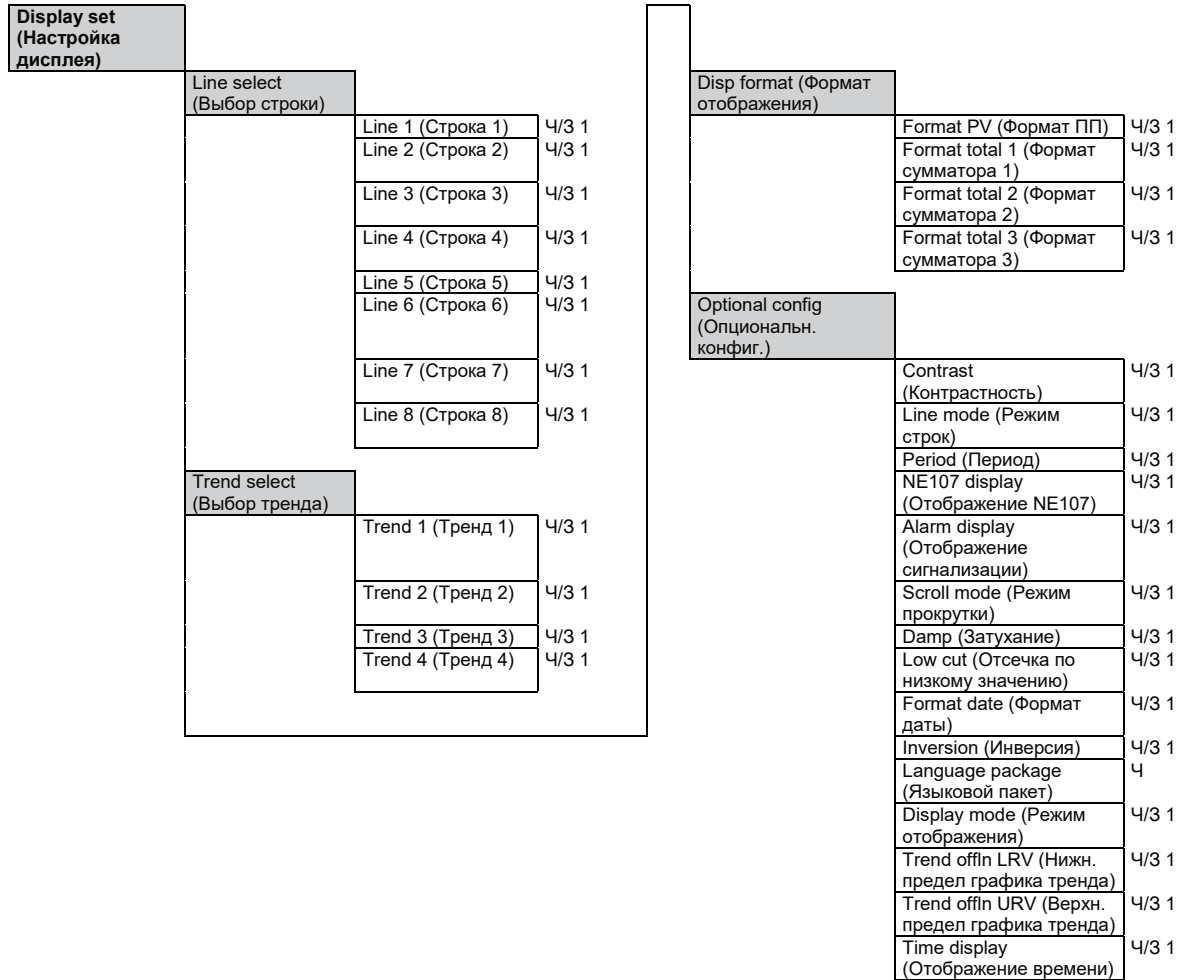 Display set
(Настройка
дисплея)
Line select
(Выбор строки)
Line 1 (Строка 1) Ч/З 1
Line 2 (Строка 2) Ч/З 1
Line 3 (Строка 3) Ч/З 1
Line 4 (Строка 4) Ч/З 1
Line 5 (Строка 5) Ч/З 1
Line 6 (Строка 6) Ч/З 1
Line 7 (Строка 7) Ч/З 1
Line 8 (Строка 8) Ч/З 1
Trend select
(Выбор тренда)
Trend 1 (Тренд 1) Ч/З 1
Trend 2 (Тренд 2) Ч/З 1
Trend 3 (Тренд 3) Ч/З 1
Trend 4 (Тренд 4) Ч/З 1
Disp format (Формат
отображения)
Format PV (Формат ПП) Ч/З 1
Format total 1 (Формат Ч/З 1
сумматора 1)
Format total 2 (Формат Ч/З 1
сумматора 2)
Format total 3 (Формат Ч/З 1
сумматора 3)
Optional config
(Опциональн.
конфиг.)
Contrast Ч/З 1
(Контрастность)
Line mode (Режим Ч/З 1
строк)
Period (Период) Ч/З 1
NE107 display Ч/З 1
(Отображение NE107)
Alarm display Ч/З 1
(Отображение
сигнализации)
Scroll mode (Режим Ч/З 1
прокрутки)
Damp (Затухание) Ч/З 1
Low cut (Отсечка по Ч/З 1
низкому значению)
Format date (Формат Ч/З 1
даты)
Inversion (Инверсия) Ч/З 1
Language package Ч
(Языковой пакет)
Display mode (Режим Ч/З 1
отображения)
Trend offln LRV (Нижн. Ч/З 1
предел графика тренда)
Trend offln URV (Верхн. Ч/З 1
предел графика тренда)
Time display Ч/З 1
(Отображение времени)